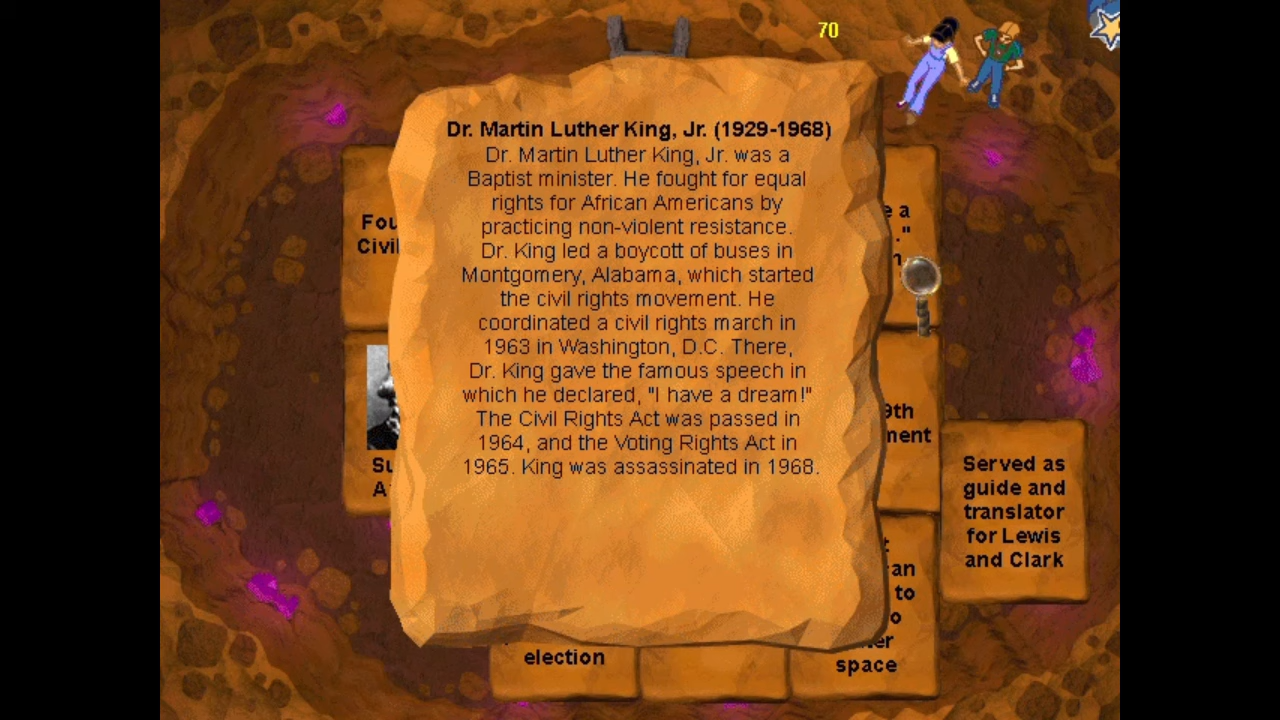 70
Dr. Martin Luther King, Jr. (1929-1968)
Dr. Martin Luther King, Jr. was a
Baptist minister. He fought for equal
rights for African Americans by
practicing non-violent resistance.
Dr. King led a boycott of buses in
Montgomery, Alabama, which started
the civil rights movement. He
coordinated a civil rights march in
1963 in Washington, D.C. There,
Dr. King gave the famous speech in
which he declared, "I have a dream!"
The Civil Rights Act was passed in
1964, and the Voting Rights Act in
1965. King was assassinated in 1968.
a
."
Served as
guide and
translator
for Lewis
and Clark
to
election
space